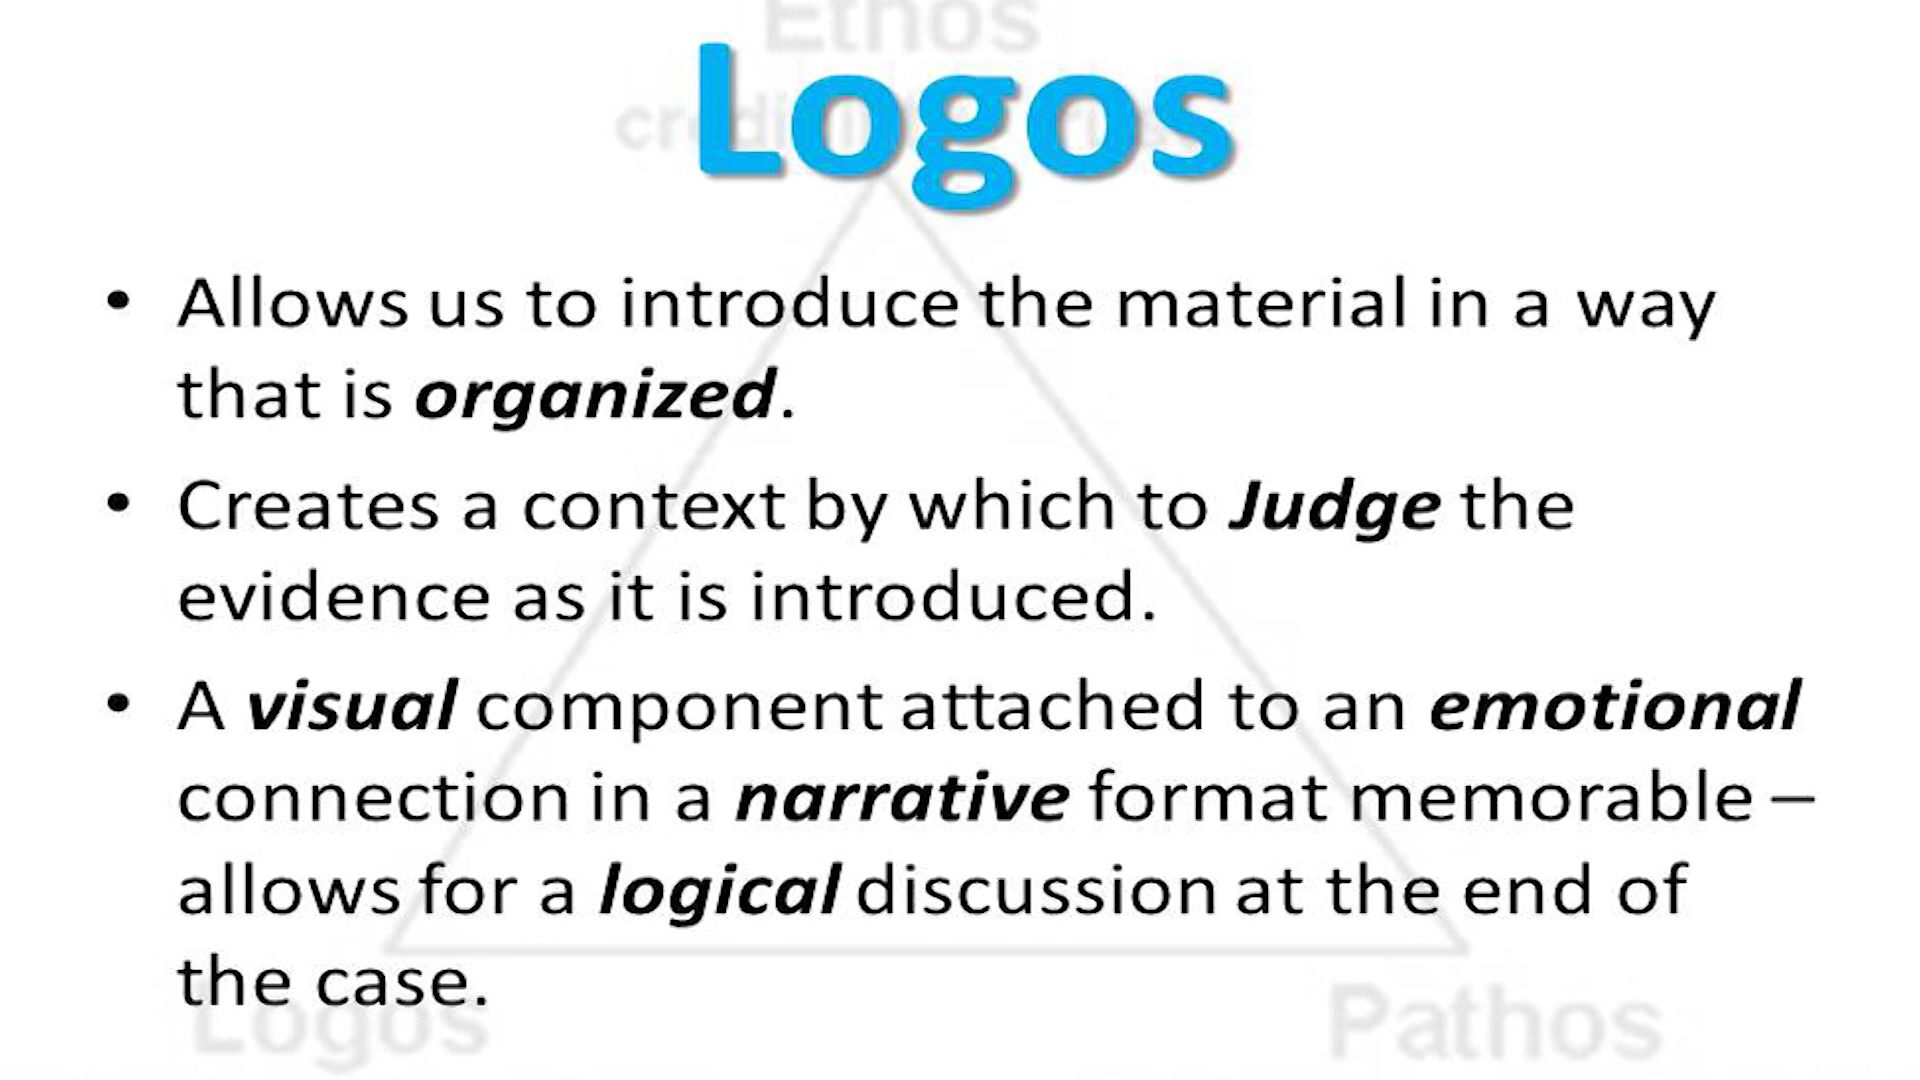 Ethos
Logos
• Allows us to introduce the material in a way
that is organized.
• Creates a context by which to Judge the
evidence as it is introduced.
• A visual component attached to an emotional
connection in a narrative format memorable –
allows for a logical discussion at the end of
the case.
Logos
Pathos